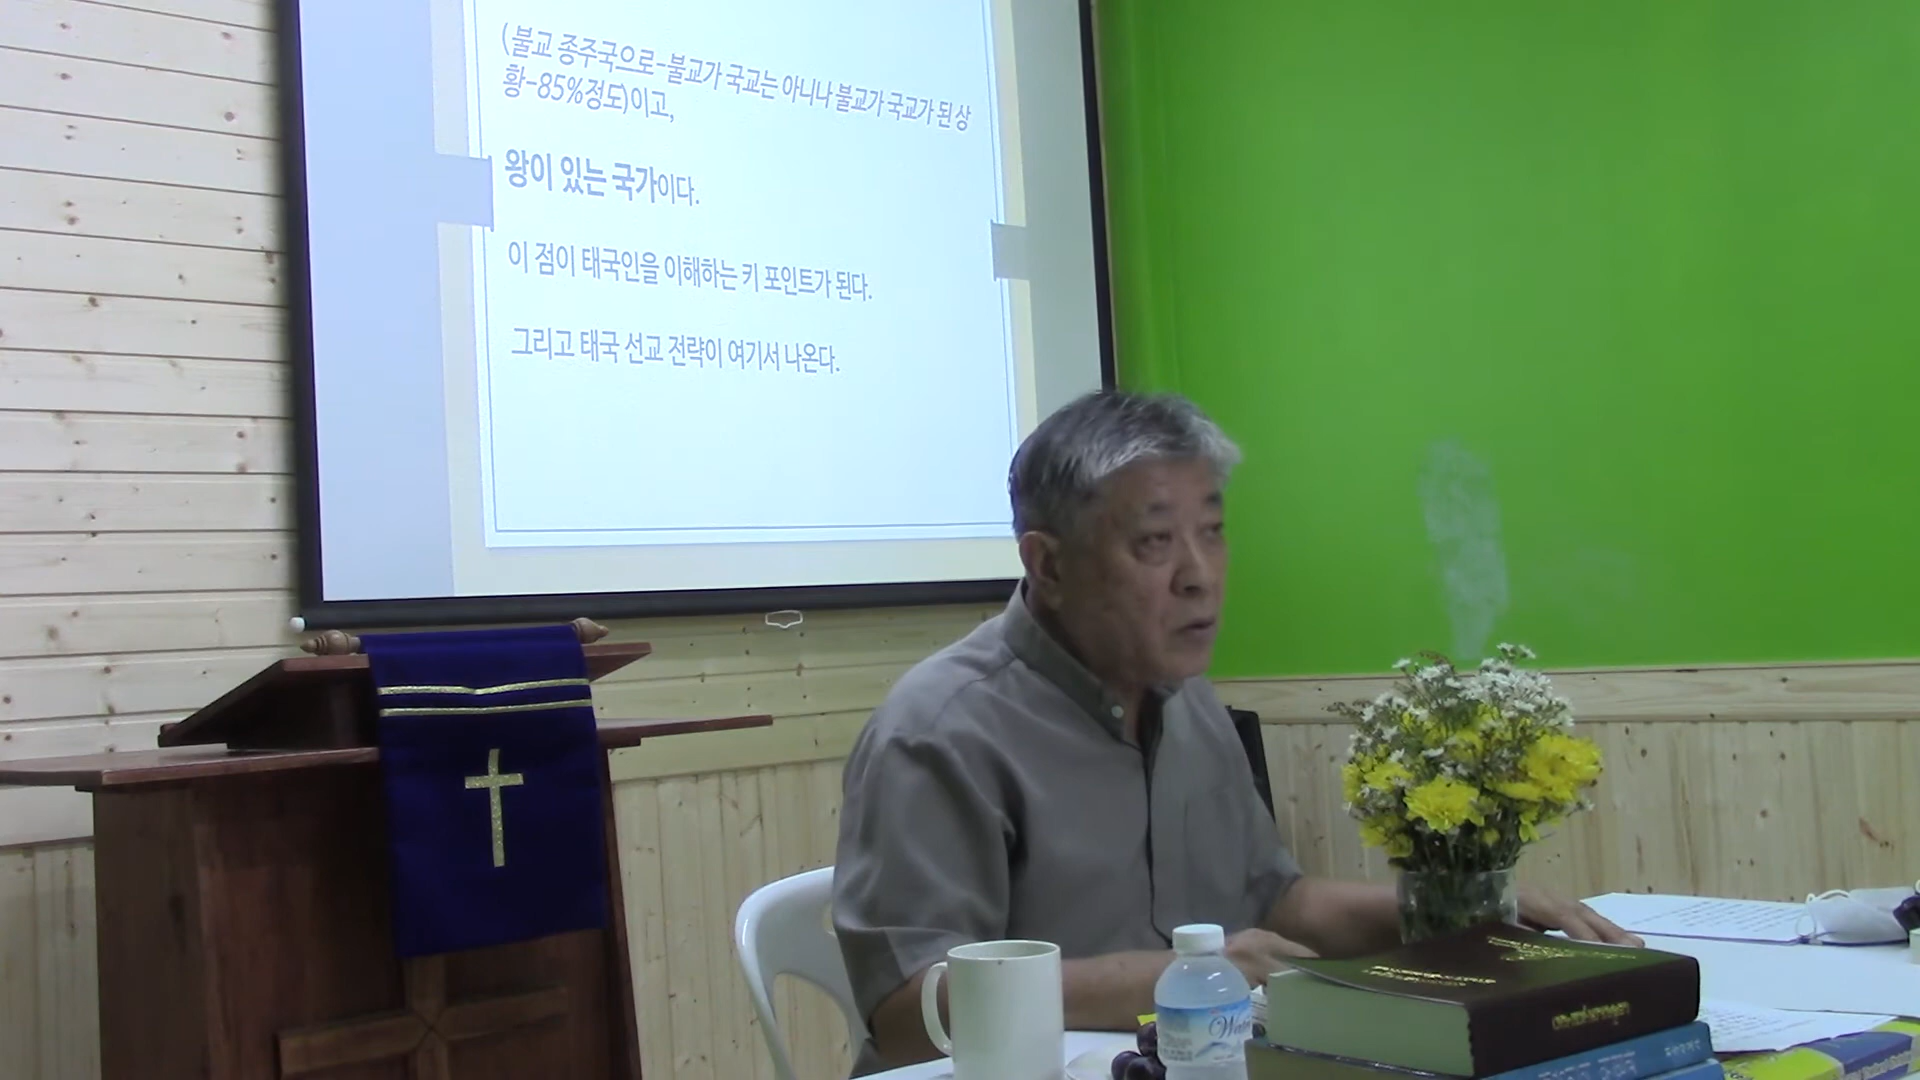 (불교 종주국으로-불교가 국교는 아니나 불교가 국교가 된 상
황-85%정도)이고,
왕이 있는 국가이다.
이 점이 태국인을 이해하는 키 포인트가 된다.
그리고 태국 선교 전략이 여기서 나온다.